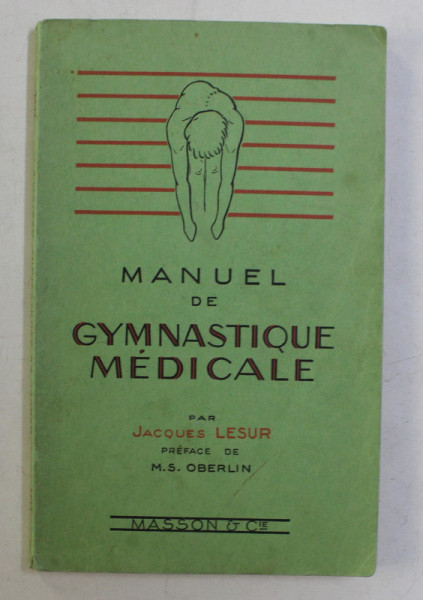 MANUEL
DE
GYMNASTIQUE
MÉDICALE
PAR
JACQUES LESUR
PRÉFACE DE
M.S. OBERLIN
MASSON & CIE